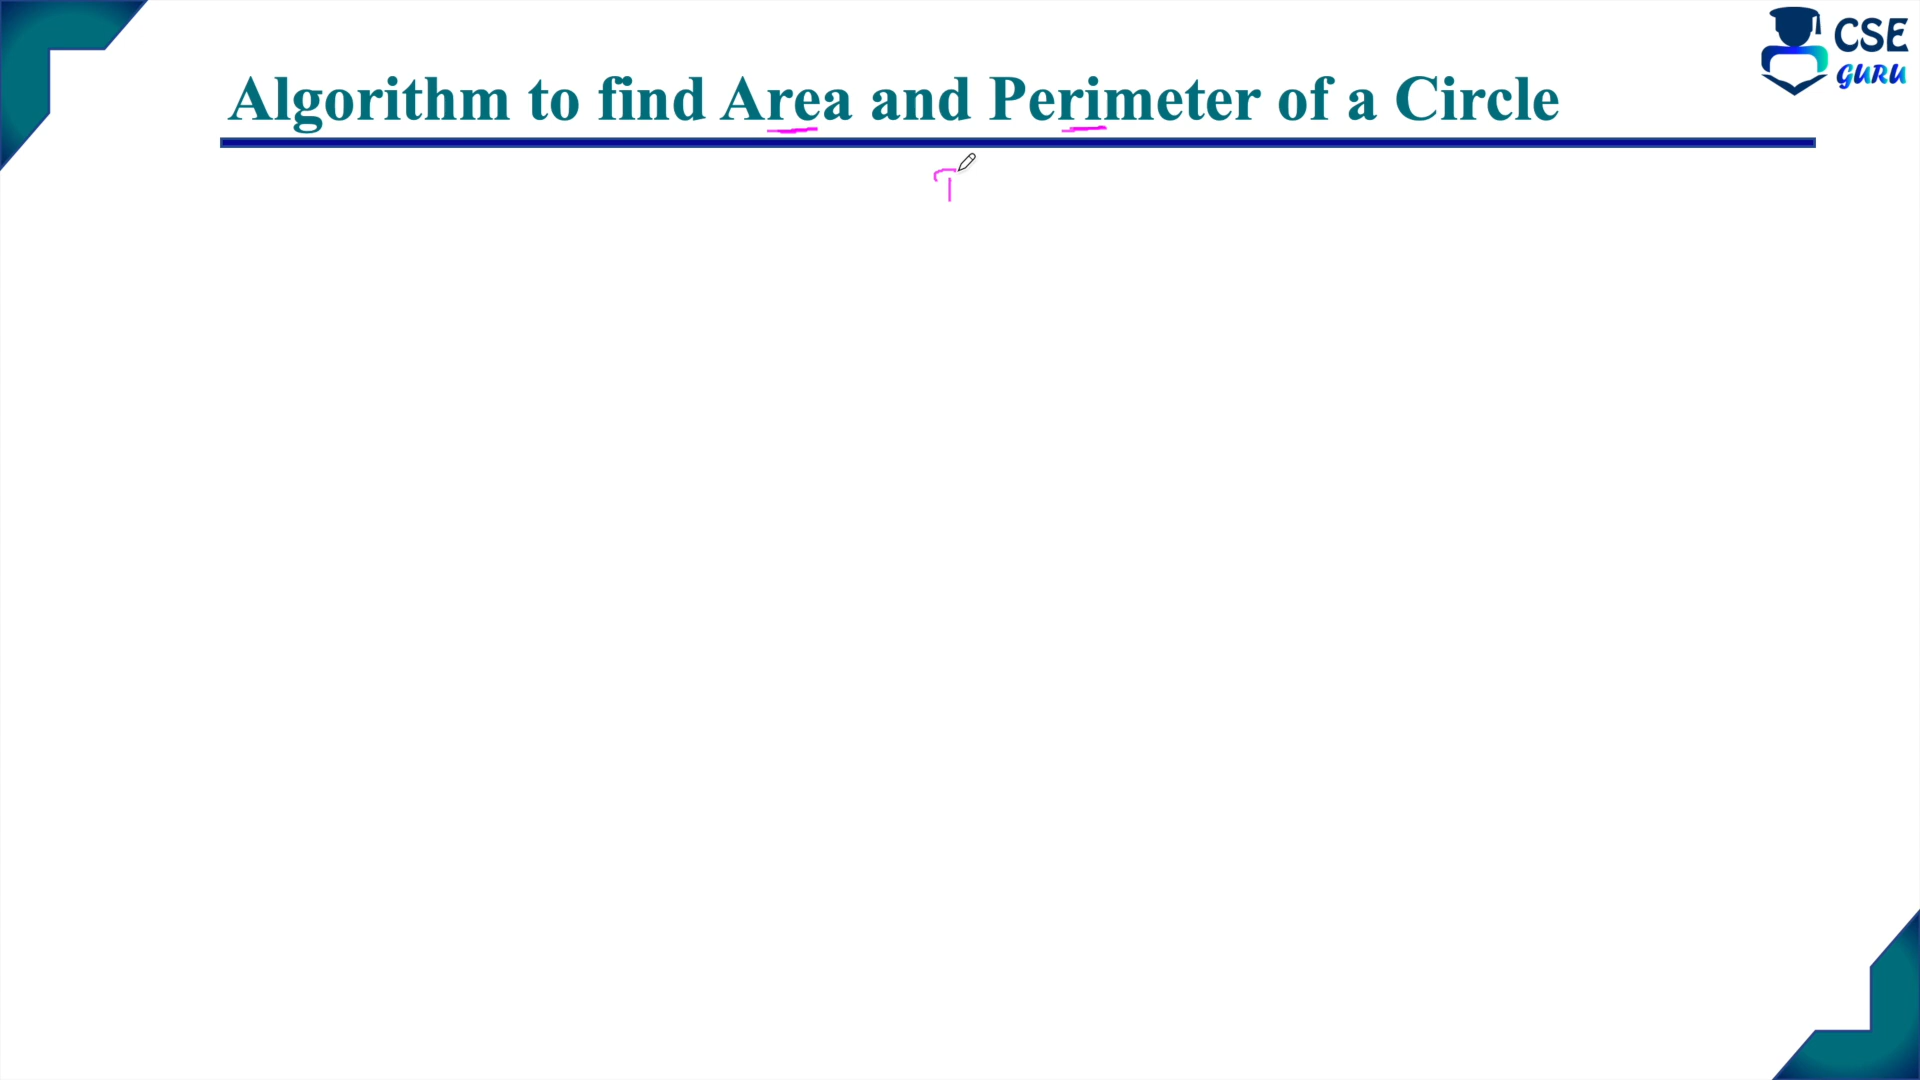 CSE
GURU
Algorithm to find Area and Perimeter of a Circle